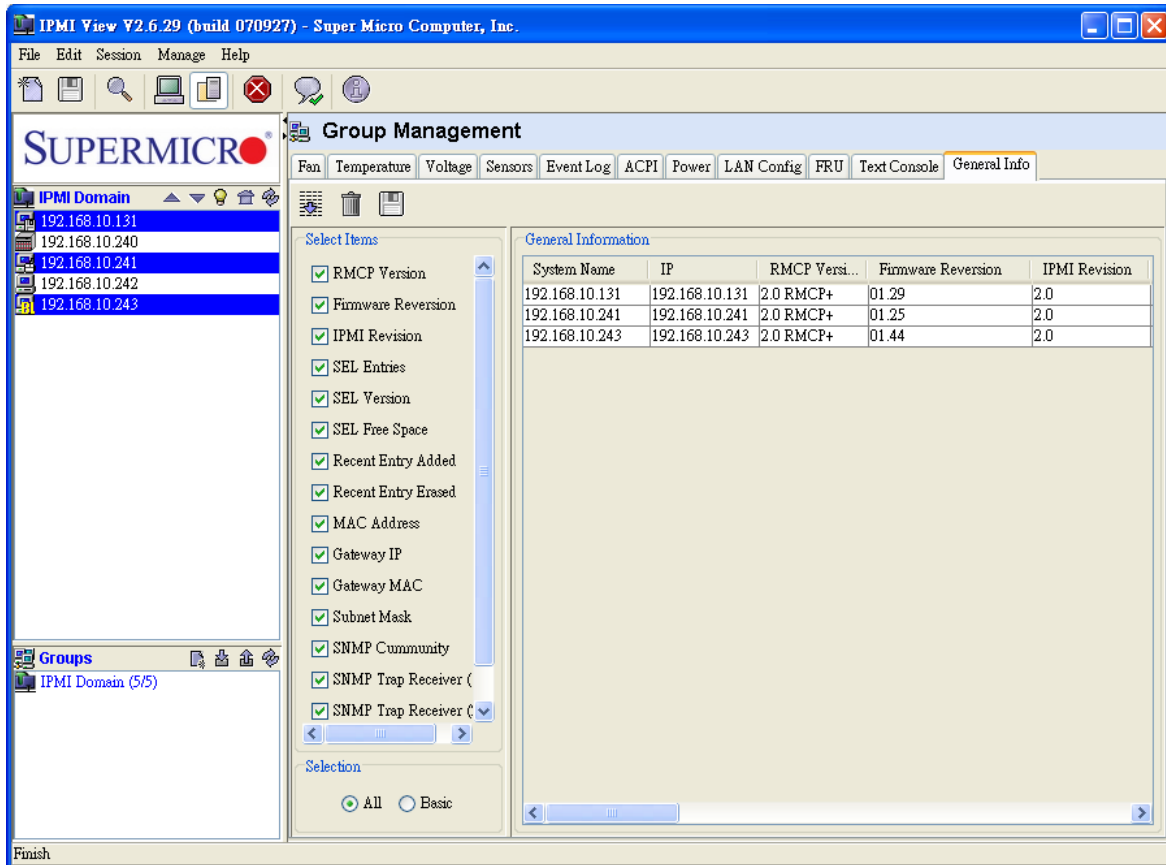 IPMI View V2.6.29 (build 070927) - Super Micro Computer, Inc.
File Edit Session Manage Help
SUPERMICRO
Group Management
Fan Temperature Voltage Sensors Event Log ACPI Power LAN Config FRU Text Console General Info
IPMI Domain
192.168.10.131
192.168.10.240
192.168.10.241
192.168.10.242
192.168.10.243
Groups
IPMI Domain (5/5)
Select Items
RMCP Version
Firmware Reversion
IPMI Revision
SEL Entries
SEL Version
SEL Free Space
Recent Entry Added
Recent Entry Erased
MAC Address
Gateway IP
Gateway MAC
Subnet Mask
SNMP Cummunity
SNMP Trap Receiver (
SNMP Trap Receiver (
Selection
All Basic
General Information
System Name IP RMCP Versi... Firmware Reversion IPMI Revision
192.168.10.131 192.168.10.131 2.0 RMCP+ 01.29 2.0
192.168.10.241 192.168.10.241 2.0 RMCP+ 01.25 2.0
192.168.10.243 192.168.10.243 2.0 RMCP+ 01.44 2.0
Finish